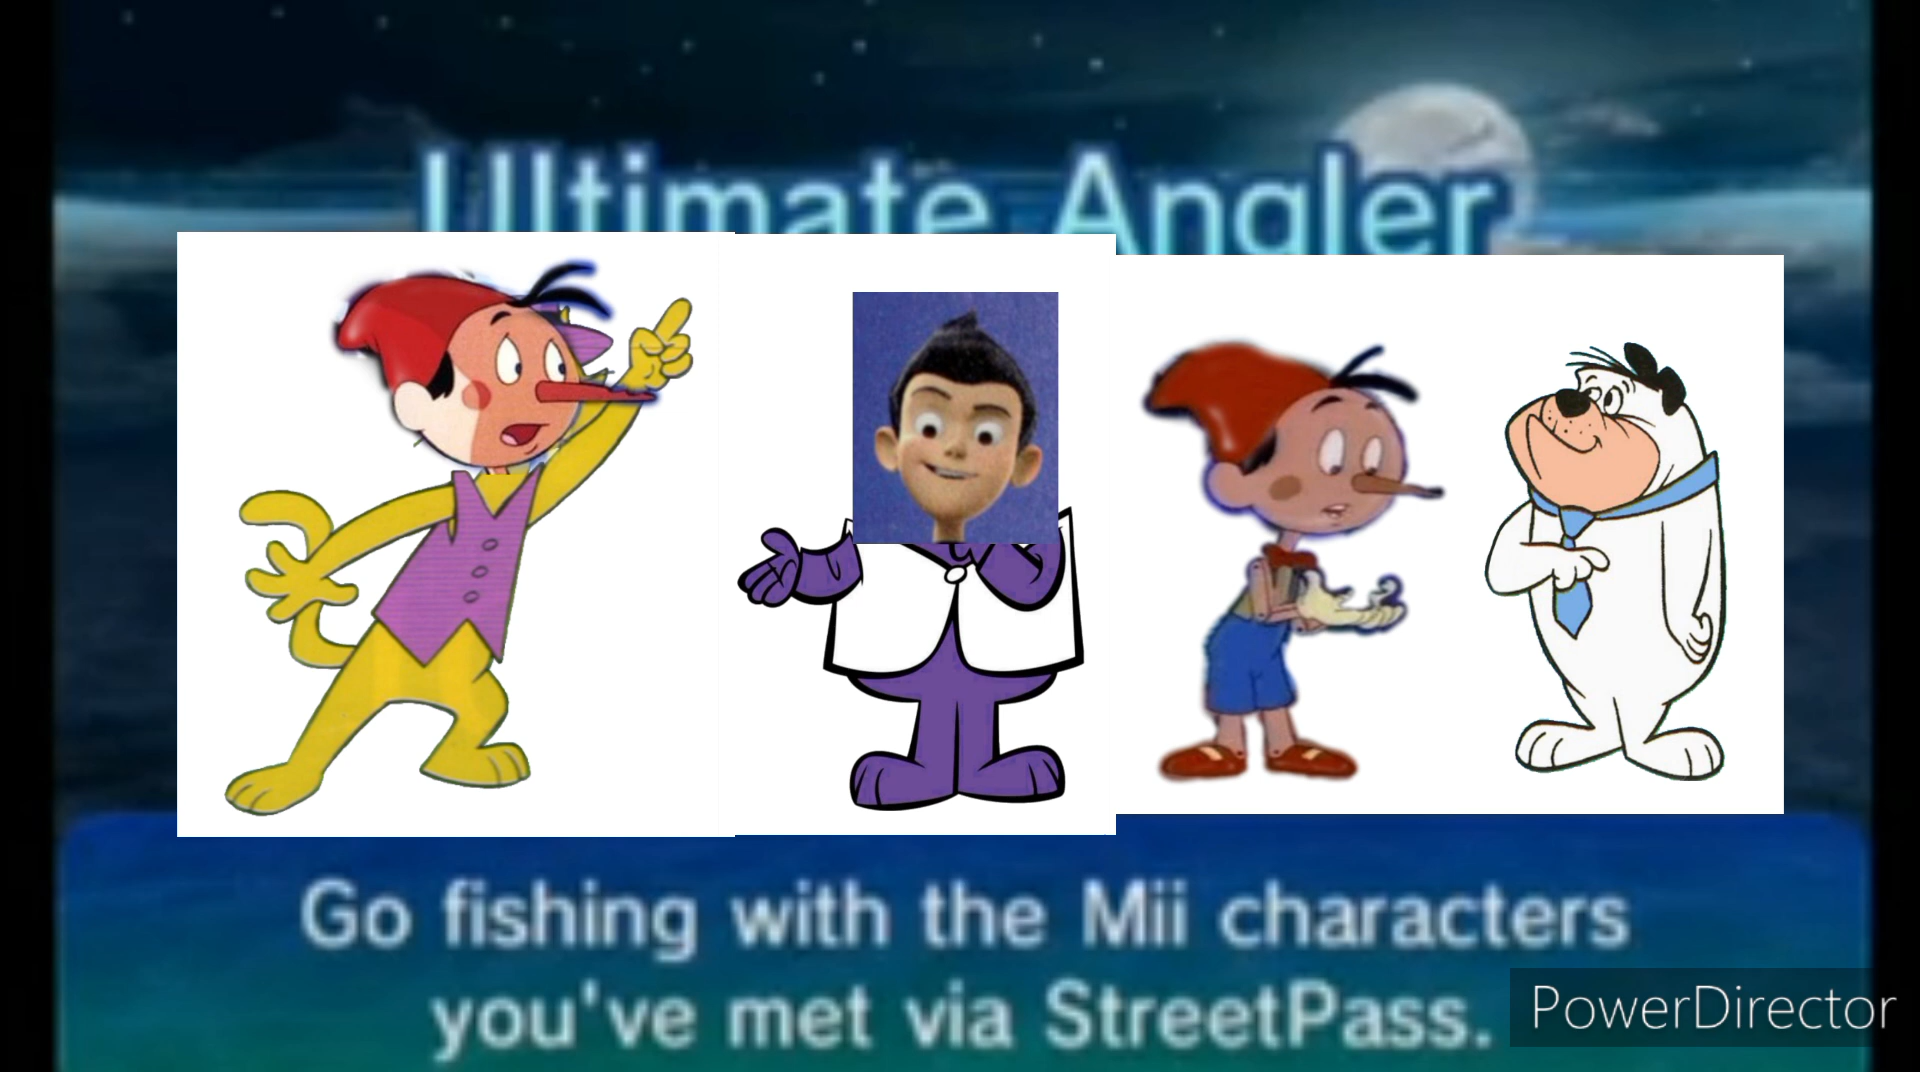 Ultimate Angler
Go fishing with the Mii characters
you've met via StreetPass.
PowerDirector